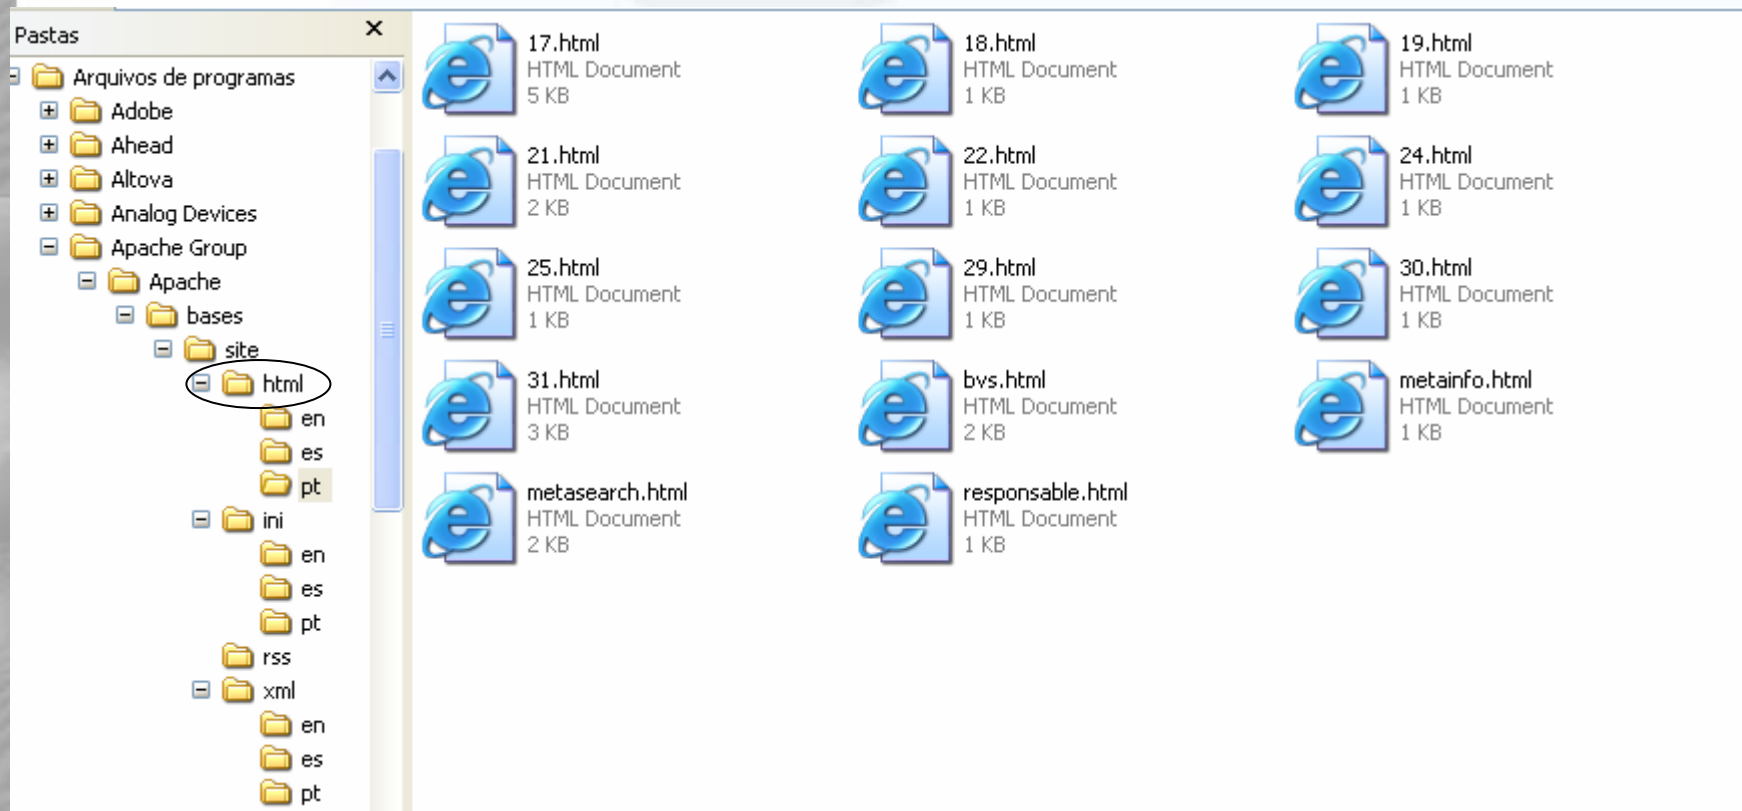 Pastas
Arquivos de programas
Adobe
Ahead
Altova
Analog Devices
Apache Group
Apache
bases
site
html
en
es
pt
ini
en
es
pt
rss
xml
en
es
pt
17.html
HTML Document
5 KB
18.html
HTML Document
1 KB
19.html
HTML Document
1 KB
21.html
HTML Document
2 KB
22.html
HTML Document
1 KB
24.html
HTML Document
1 KB
25.html
HTML Document
1 KB
29.html
HTML Document
1 KB
30.html
HTML Document
1 KB
31.html
HTML Document
3 KB
bvs.html
HTML Document
2 KB
metainfo.html
HTML Document
1 KB
metasearch.html
HTML Document
2 KB
responsable.html
HTML Document
1 KB